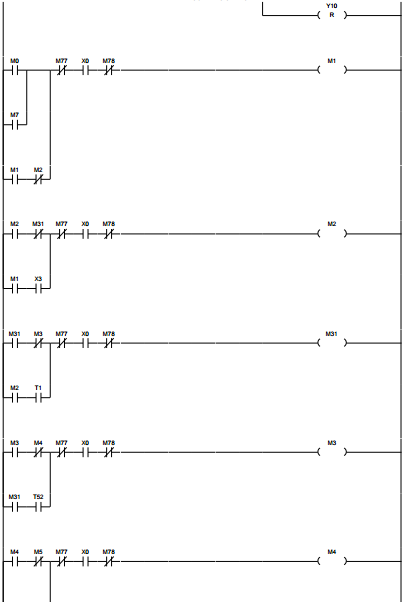 Y10
R
M0 M77 X0 M78 M1
M7
M1 M2
M2 M31 M77 X0 M78 M2
M1 X3
M31 M3 M77 X0 M78 M31
M2 T1
M3 M4 M77 X0 M78 M3
M31 T52
M4 M5 M77 X0 M78 M4